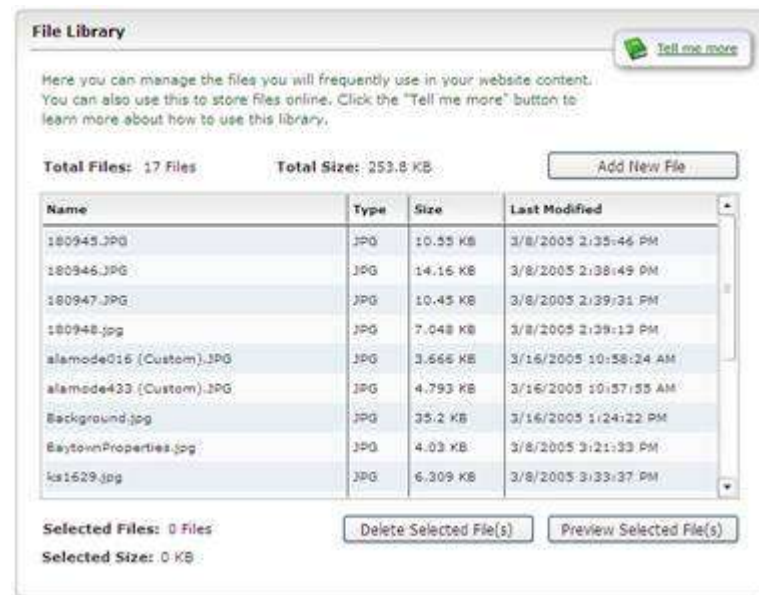 File Library
Tell me more
Here you can manage the files you will frequently use in your website content.
You can also use this to store files online. Click the "Tell me more" button to
learn more about how to use this library.
Total Files: 17 Files Total Size: 253.8 KB Add New File
Name Type Size Last Modified
180945.JPG JPG 10.55 KB 3/8/2005 2:35:46 PM
180946.JPG JPG 14.16 KB 3/8/2005 2:38:49 PM
180947.JPG JPG 10.45 KB 3/8/2005 2:39:31 PM
180948.jpg JPG 7.048 KB 3/8/2005 2:39:13 PM
alamode016 (Custom).JPG JPG 3.666 KB 3/16/2005 10:58:24 AM
alamode433 (Custom).JPG JPG 4.793 KB 3/16/2005 10:57:55 AM
Background.jpg JPG 35.2 KB 3/16/2005 1:24:22 PM
BaytownProperties.jpg JPG 4.03 KB 3/8/2005 3:21:33 PM
ks1629.jpg JPG 6.309 KB 3/8/2005 3:33:37 PM
Selected Files: 0 Files Delete Selected File(s) Preview Selected File(s)
Selected Size: 0 KB